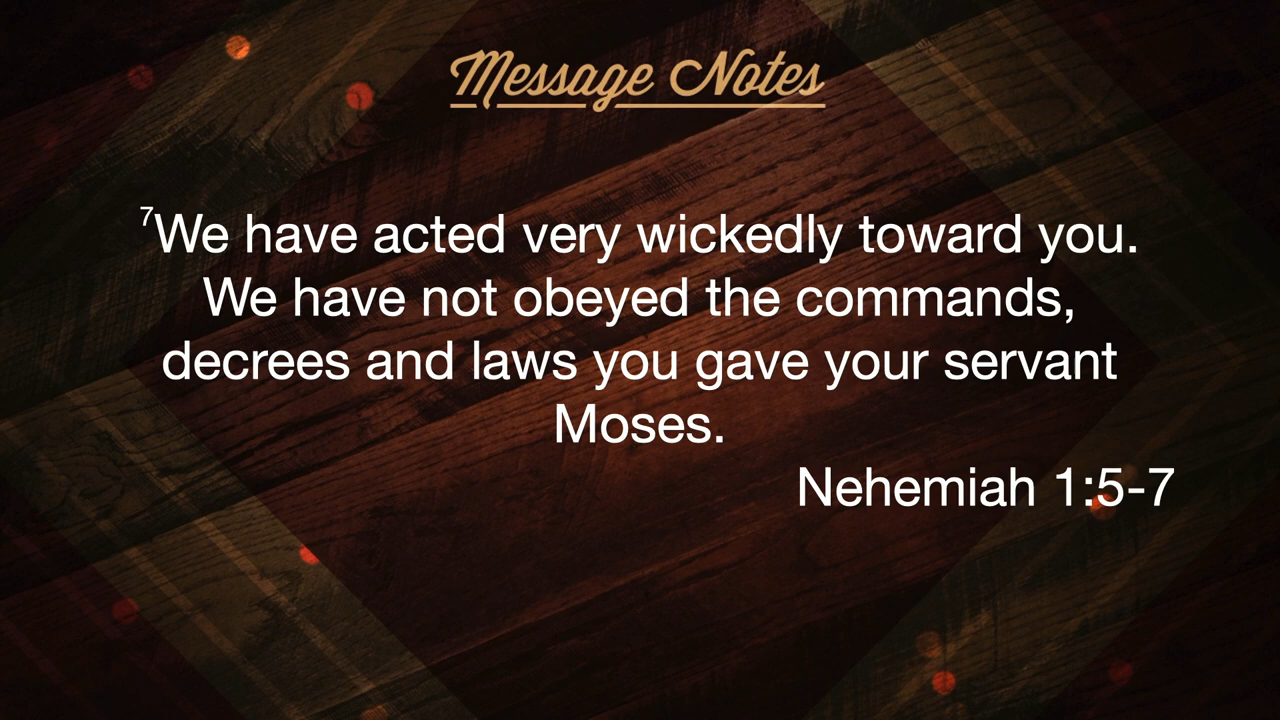 Message Notes
⁷We have acted very wickedly toward you.
We have not obeyed the commands,
decrees and laws you gave your servant
Moses.
Nehemiah 1:5-7